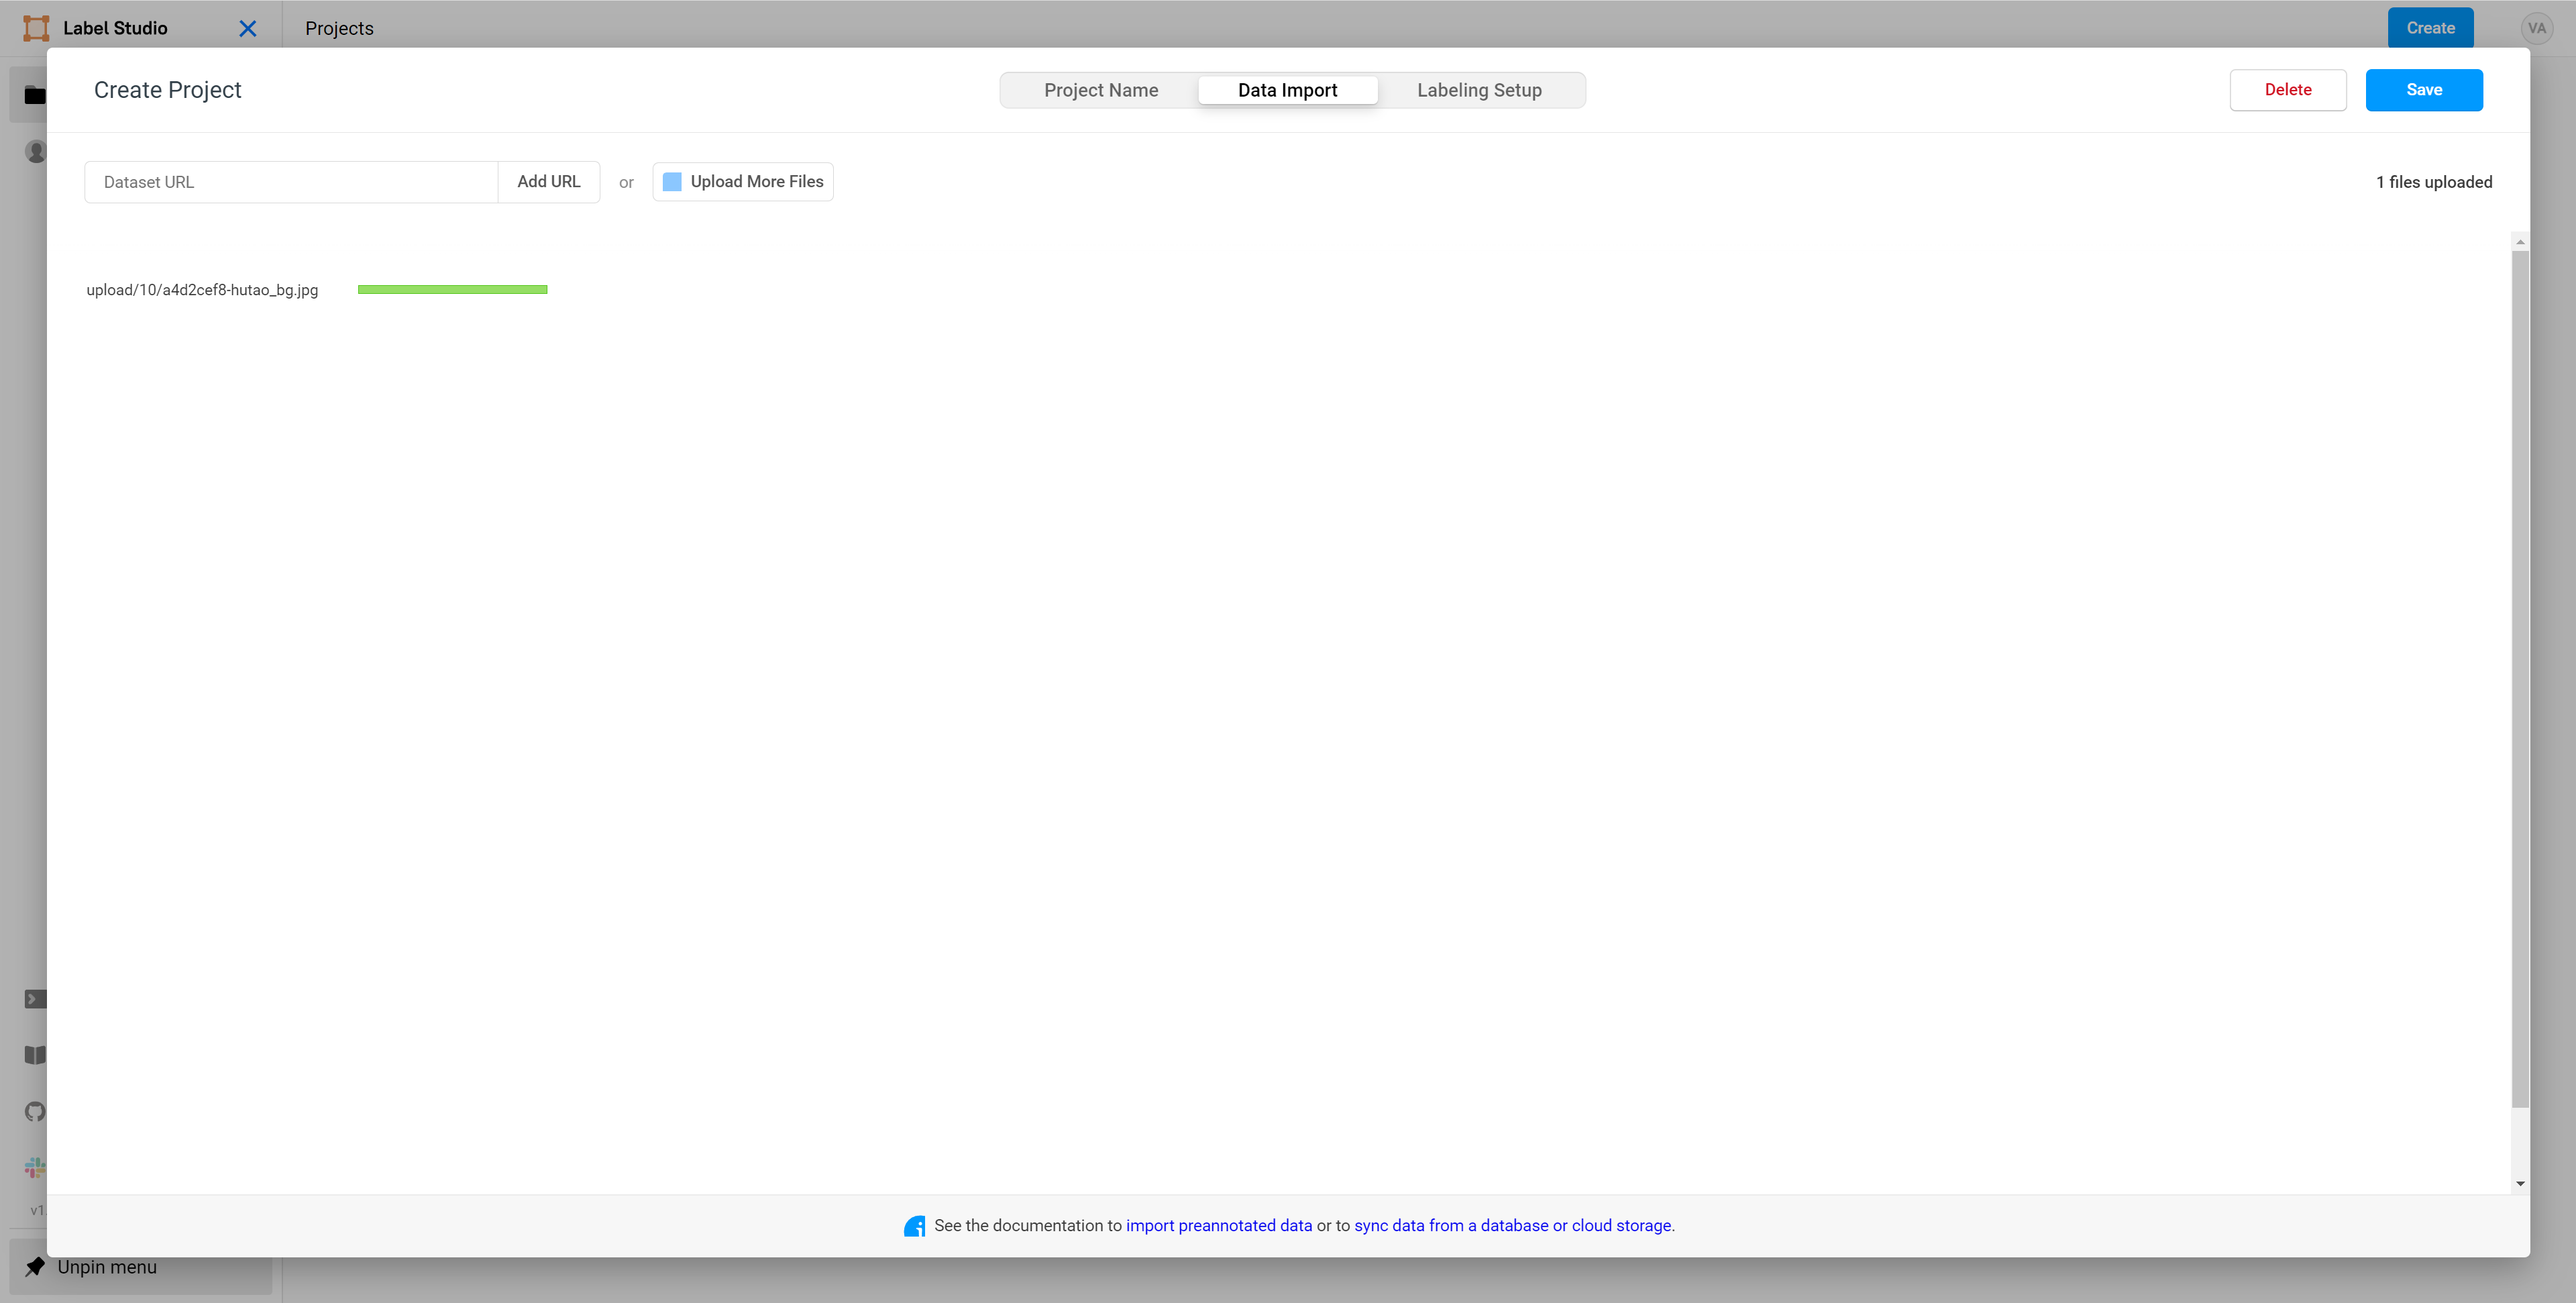 Label Studio
Projects
Create
VA
Create Project
Project Name
Data Import
Labeling Setup
Delete
Save
Dataset URL
Add URL
or
Upload More Files
1 files uploaded
upload/10/a4d2cef8-hutao_bg.jpg
v1.
See the documentation to import preannotated data or to sync data from a database or cloud storage.
Unpin menu